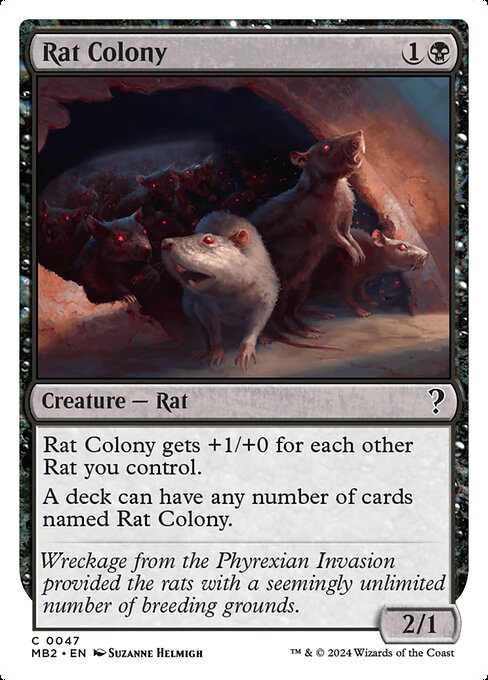 Rat Colony 1
Creature — Rat ?
Rat Colony gets +1/+0 for each other
Rat you control.
A deck can have any number of cards
named Rat Colony.
Wreckage from the Phyrexian Invasion
provided the rats with a seemingly unlimited
number of breeding grounds.
2/1
C 0047
MB2 • EN Suzanne Helmigh
™ & © 2024 Wizards of the Coast